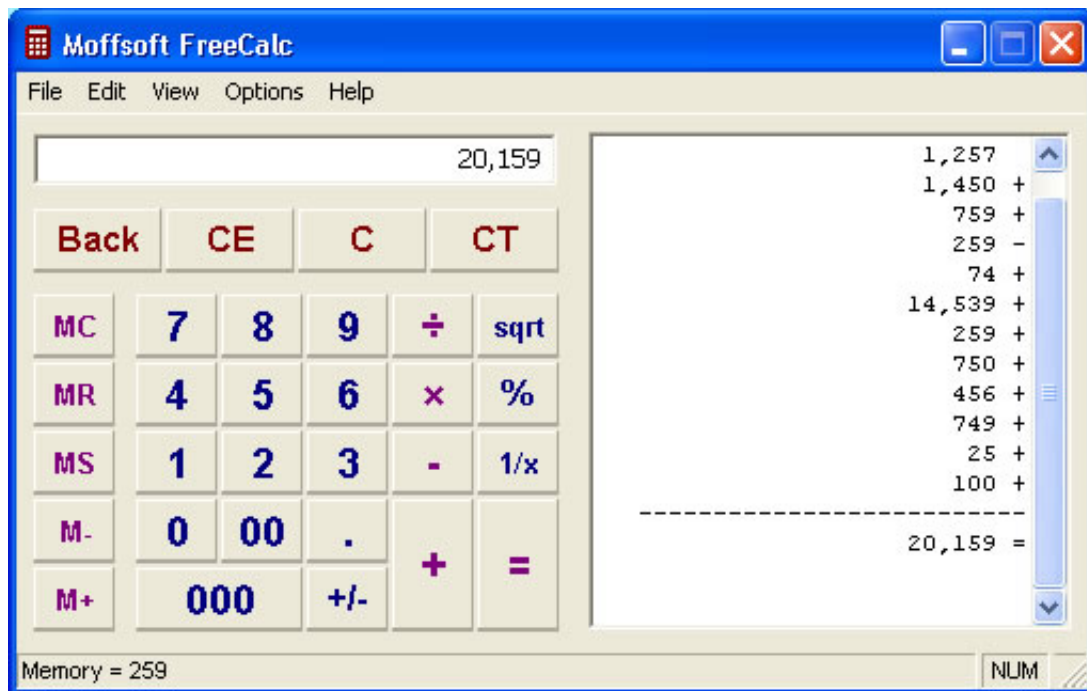 Moffsoft FreeCalc
File Edit View Options Help
20,159
Back CE C CT
MC 7 8 9 ÷ sqrt
MR 4 5 6 × %
MS 1 2 3 - 1/x
M- 0 00 .
M+ 000 +/- + =
1,257
1,450 +
759 +
259 -
74 +
14,539 +
259 +
750 +
456 +
749 +
25 +
100 +
--------------------------
20,159 =
Memory = 259 NUM